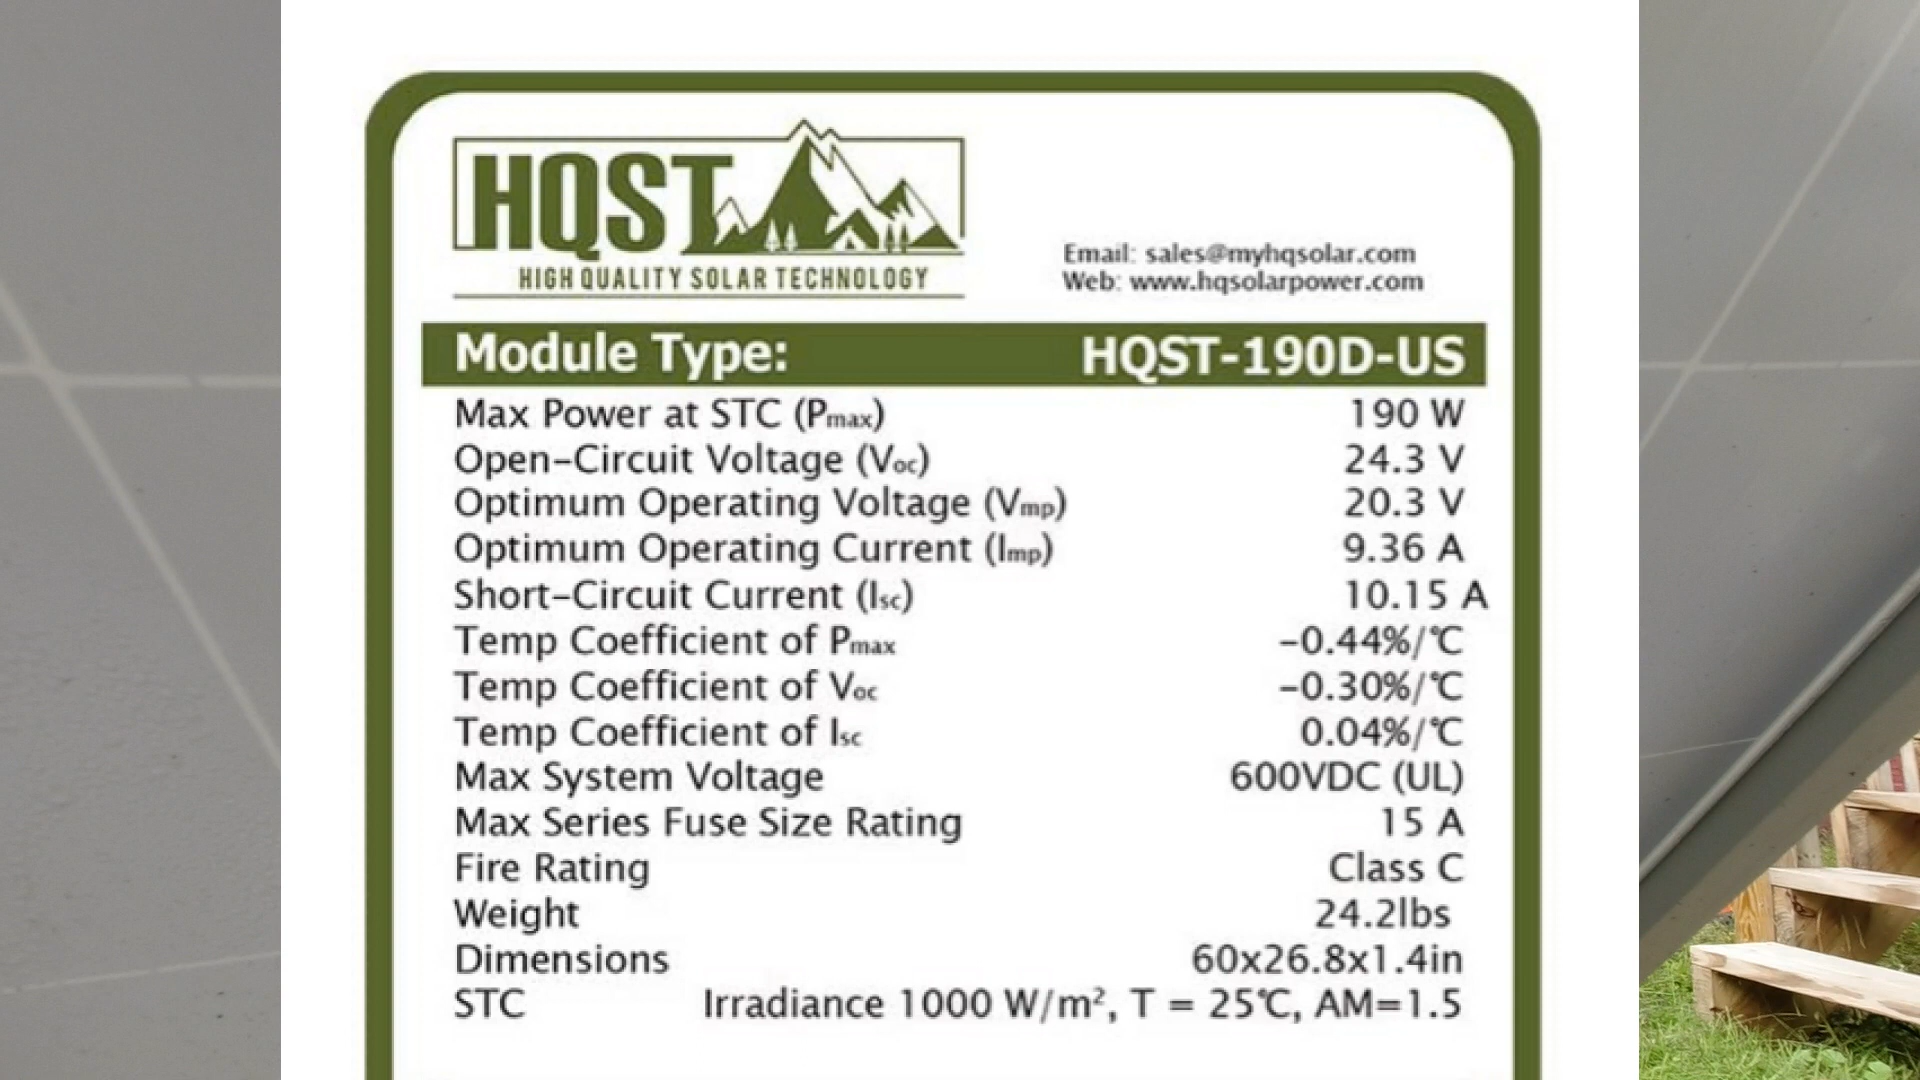 HQST
HIGH QUALITY SOLAR TECHNOLOGY
Email: sales@myhqsolar.com
Web: www.hqsolarpower.com
Module Type: HQST-190D-US
Max Power at STC (Pmax) 190 W
Open-Circuit Voltage (Voc) 24.3 V
Optimum Operating Voltage (Vmp) 20.3 V
Optimum Operating Current (Imp) 9.36 A
Short-Circuit Current (Isc) 10.15 A
Temp Coefficient of Pmax -0.44%/℃
Temp Coefficient of Voc -0.30%/℃
Temp Coefficient of Isc 0.04%/℃
Max System Voltage 600VDC (UL)
Max Series Fuse Size Rating 15 A
Fire Rating Class C
Weight 24.2lbs
Dimensions 60x26.8x1.4in
STC Irradiance 1000 W/m², T = 25℃, AM=1.5